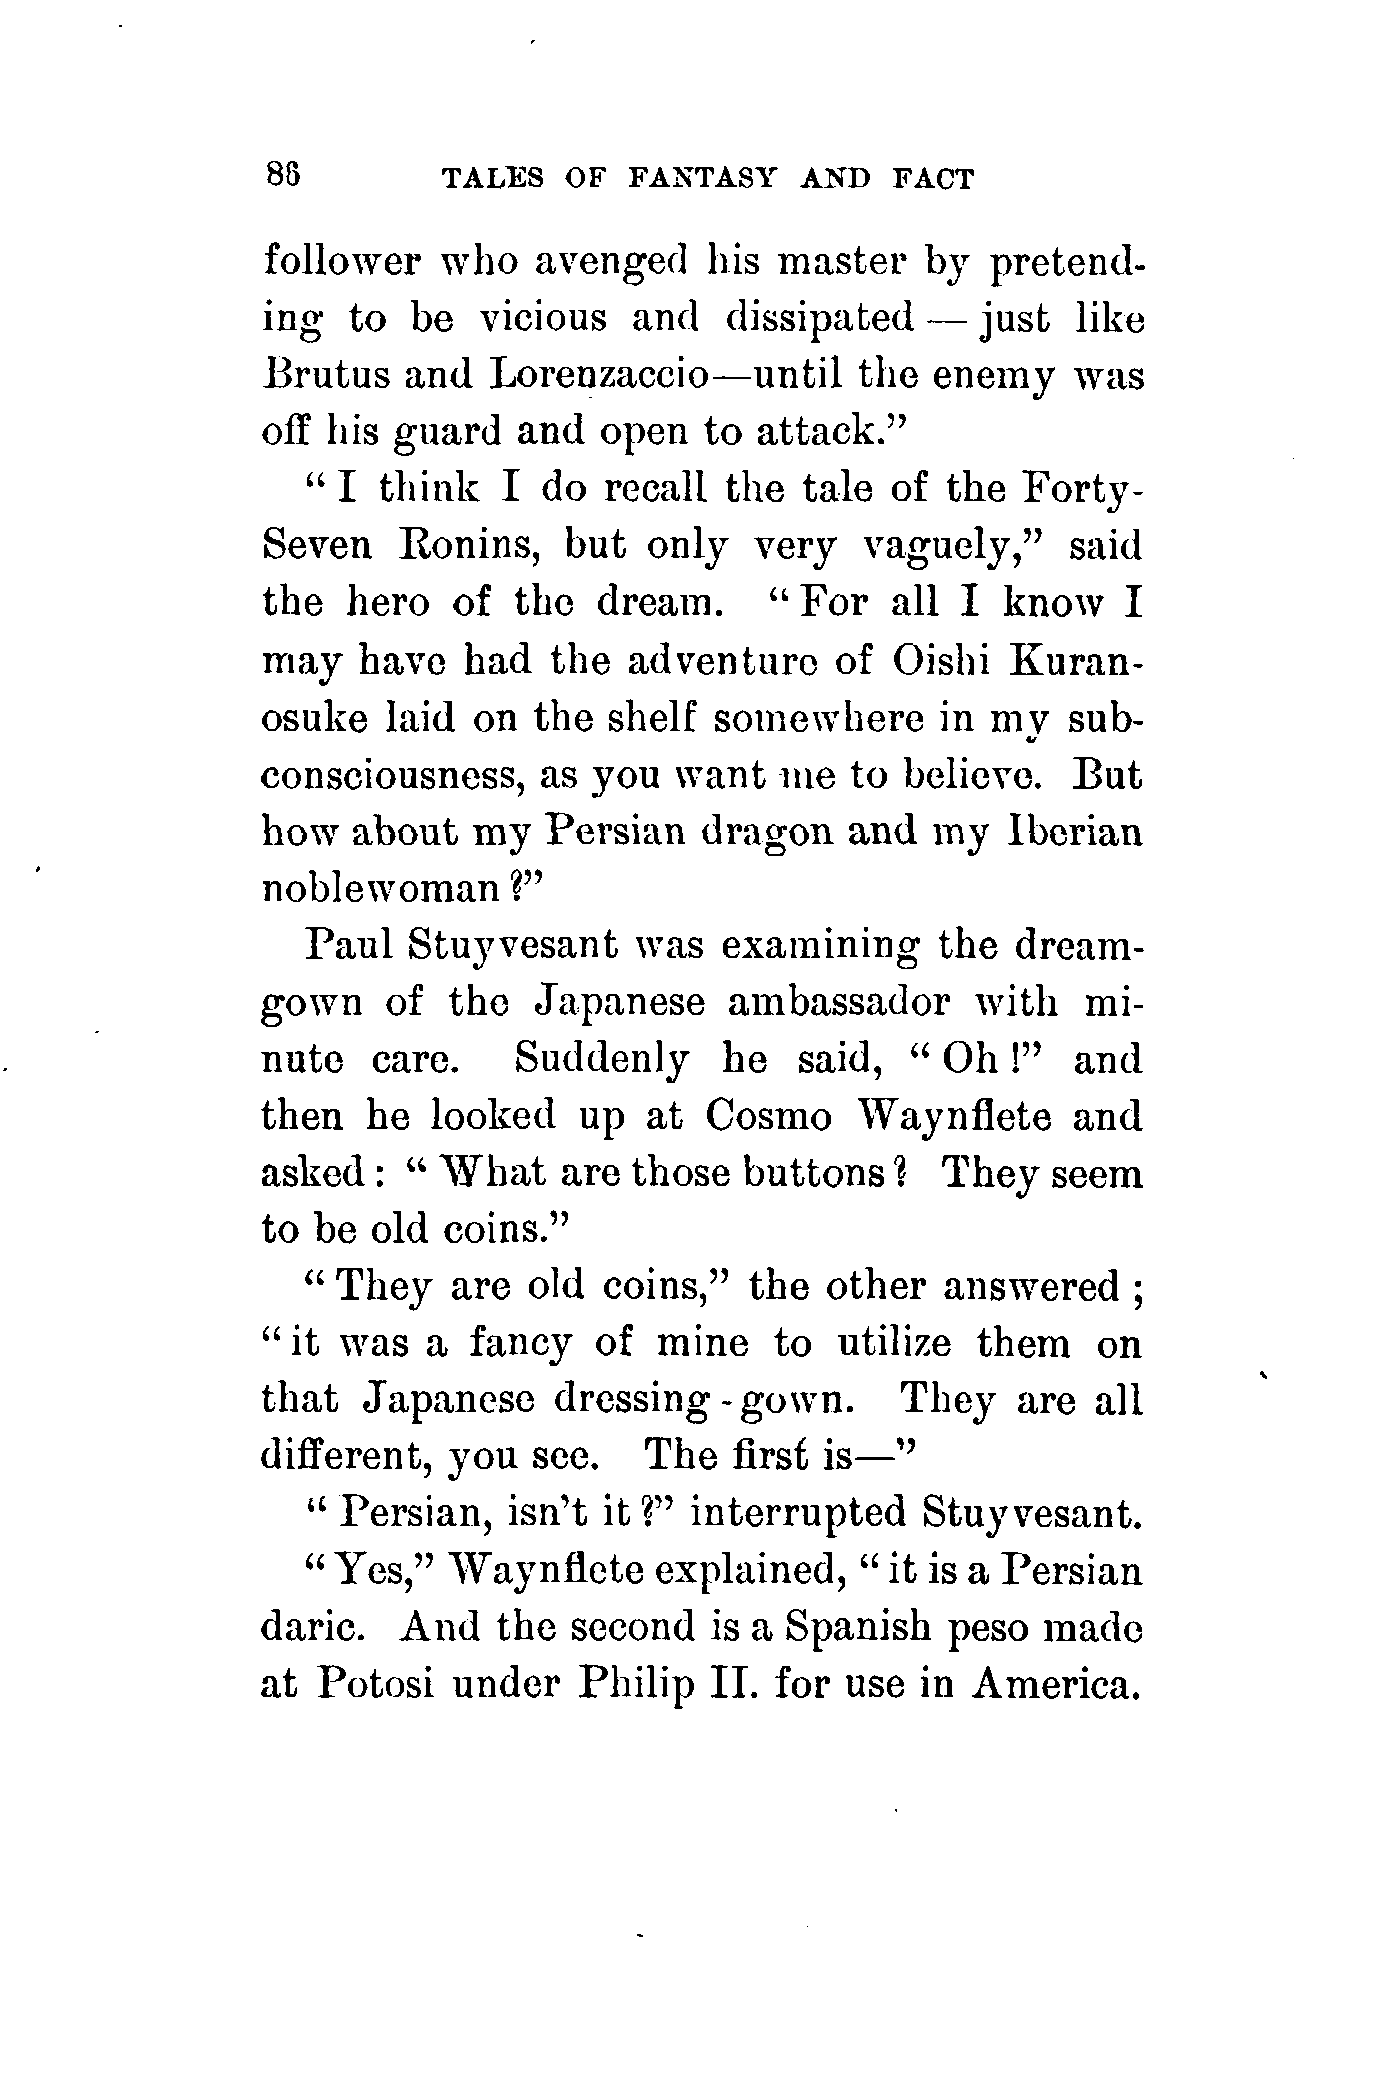 86 TALES OF FANTASY AND FACT
follower who avenged his master by pretend-
ing to be vicious and dissipated — just like
Brutus and Lorenzaccio—until the enemy was
off his guard and open to attack.”
“ I think I do recall the tale of the Forty-
Seven Ronins, but only very vaguely,” said
the hero of the dream. “ For all I know I
may have had the adventure of Oishi Kuran-
osuke laid on the shelf somewhere in my sub-
consciousness, as you want me to believe. But
how about my Persian dragon and my Iberian
noblewoman ?”
Paul Stuyvesant was examining the dream-
gown of the Japanese ambassador with mi-
nute care. Suddenly he said, “ Oh !” and
then he looked up at Cosmo Waynflete and
asked : “ What are those buttons ? They seem
to be old coins.”
“ They are old coins,” the other answered ;
“ it was a fancy of mine to utilize them on
that Japanese dressing - gown. They are all
different, you see. The first is—”
“ Persian, isn’t it ?” interrupted Stuyvesant.
“ Yes,” Waynflete explained, “ it is a Persian
daric. And the second is a Spanish peso made
at Potosi under Philip II. for use in America.